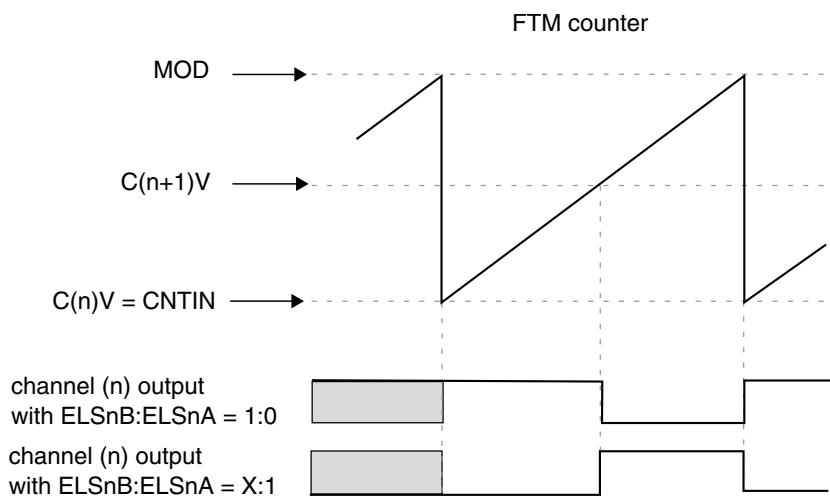 FTM counter
MOD
C(n+1)V
C(n)V = CNTIN
channel (n) output
with ELSnB:ELSnA = 1:0
channel (n) output
with ELSnB:ELSnA = X:1